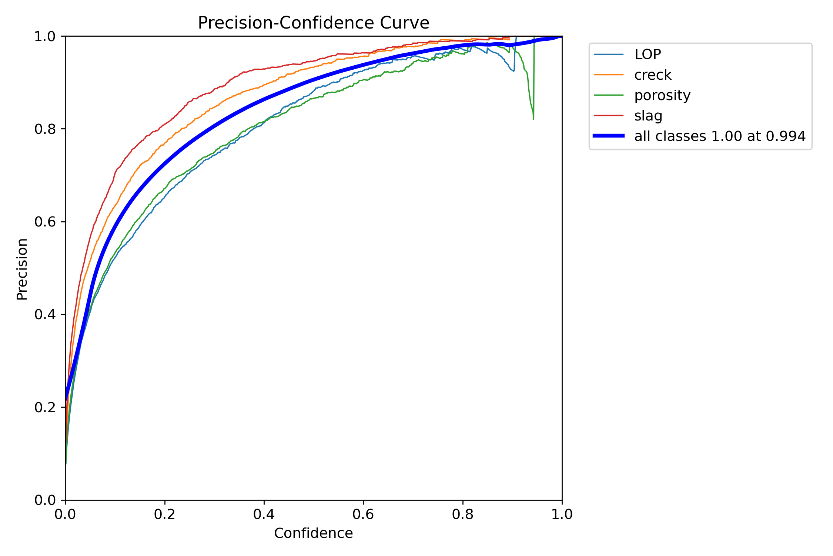 Precision-Confidence Curve
1.0
0.8
0.6
0.4
0.2
0.0
Precision
0.0 0.2 0.4 0.6 0.8 1.0
Confidence
LOP
creck
porosity
slag
all classes 1.00 at 0.994